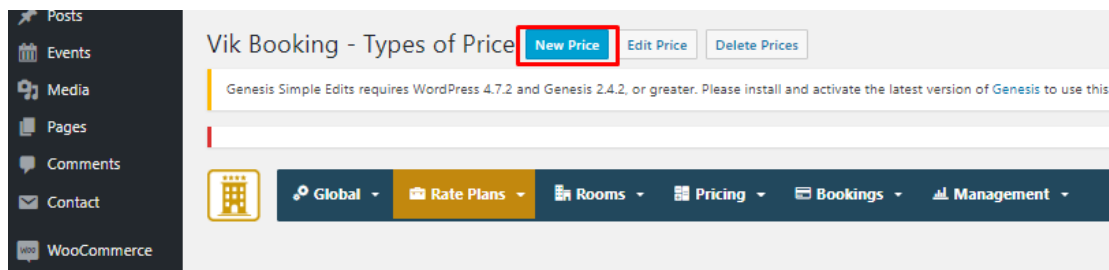 Posts
Events
Media
Pages
Comments
Contact
WooCommerce
Vik Booking - Types of Price New Price Edit Price Delete Prices
Genesis Simple Edits requires WordPress 4.7.2 and Genesis 2.4.2, or greater. Please install and activate the latest version of Genesis to use this
Global Rate Plans Rooms Pricing Bookings Management